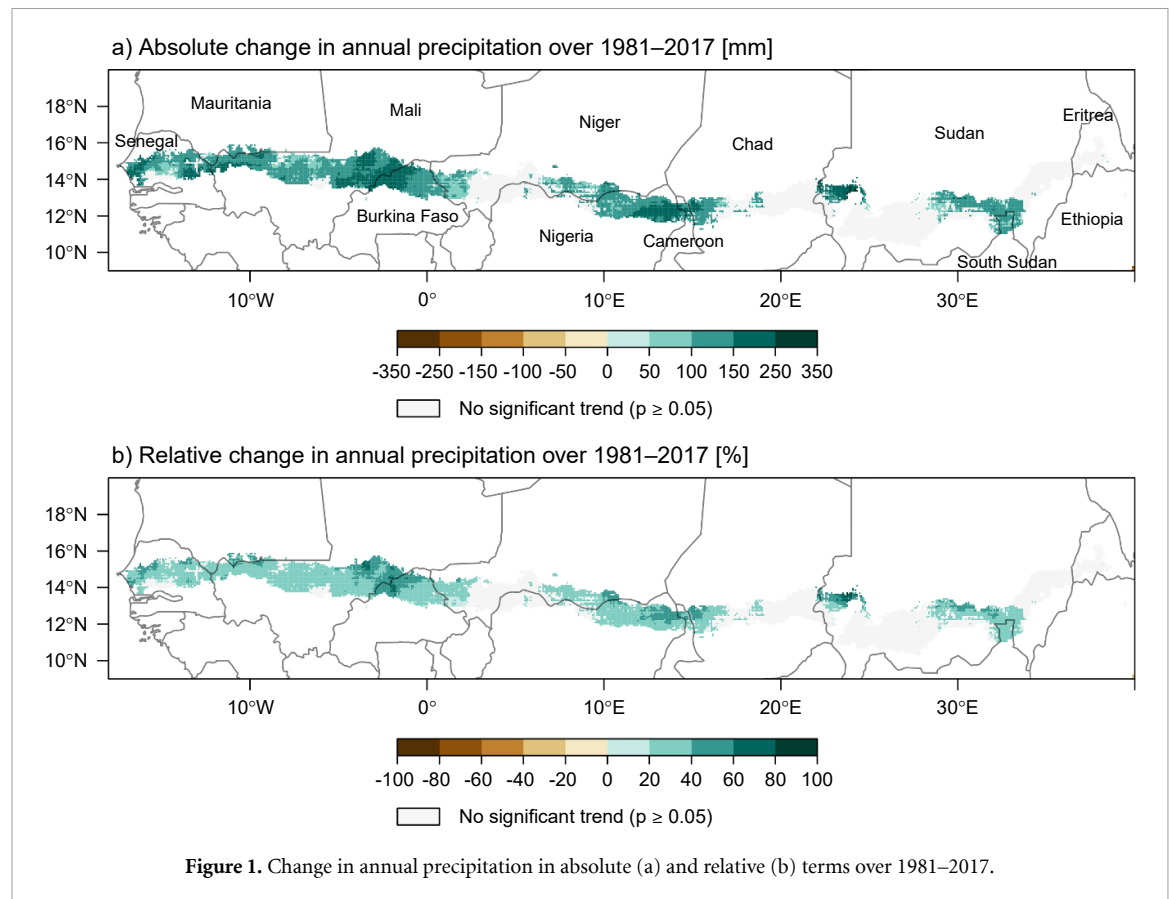 a) Absolute change in annual precipitation over 1981–2017 [mm]
18°N
16°N
14°N
12°N
10°N
Mauritania
Mali
Niger
Chad
Sudan
Eritrea
Senegal
Burkina Faso
Nigeria
Cameroon
Ethiopia
South Sudan
10°W 0° 10°E 20°E 30°E
-350 -250 -150 -100 -50 0 50 100 150 250 350
No significant trend (p ≥ 0.05)
b) Relative change in annual precipitation over 1981–2017 [%]
18°N
16°N
14°N
12°N
10°N
10°W 0° 10°E 20°E 30°E
-100 -80 -60 -40 -20 0 20 40 60 80 100
No significant trend (p ≥ 0.05)
Figure 1. Change in annual precipitation in absolute (a) and relative (b) terms over 1981–2017.